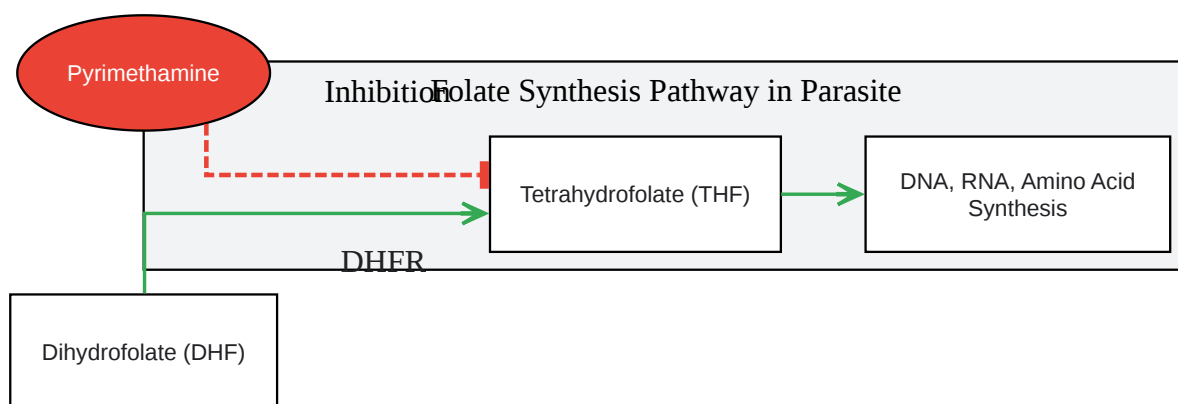 Pyrimethamine
Inhibition
Folate Synthesis Pathway in Parasite
Tetrahydrofolate (THF)
DNA, RNA, Amino Acid
Synthesis
DHFR
Dihydrofolate (DHF)